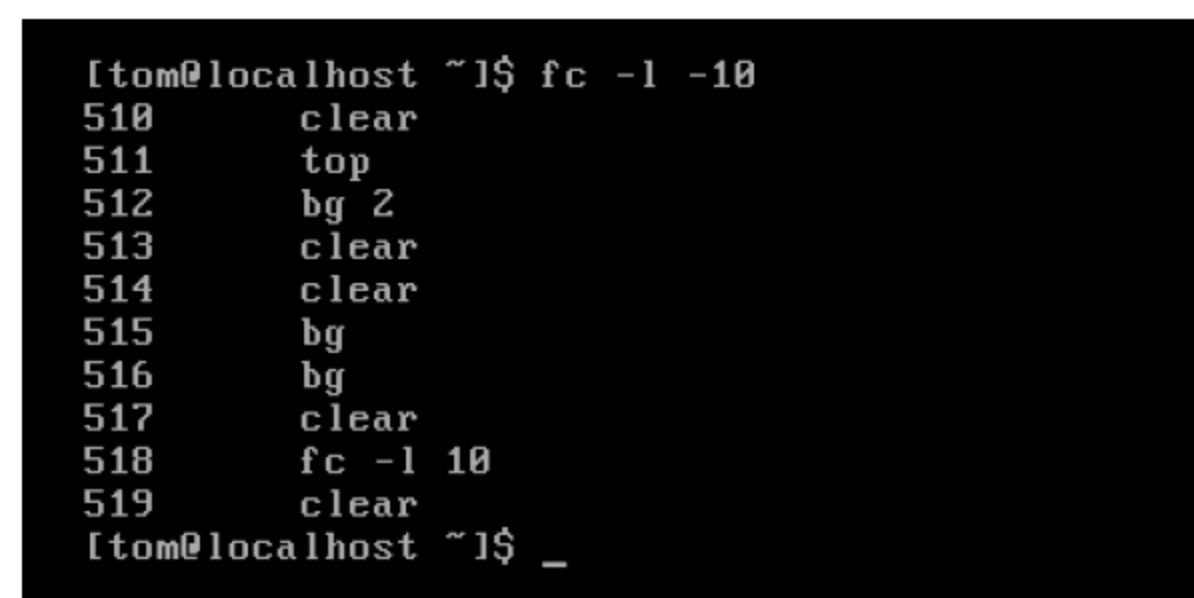 [tom@localhost ~]$ fc -l -10
510 clear
511 top
512 bg 2
513 clear
514 clear
515 bg
516 bg
517 clear
518 fc -l 10
519 clear
[tom@localhost ~]$ _